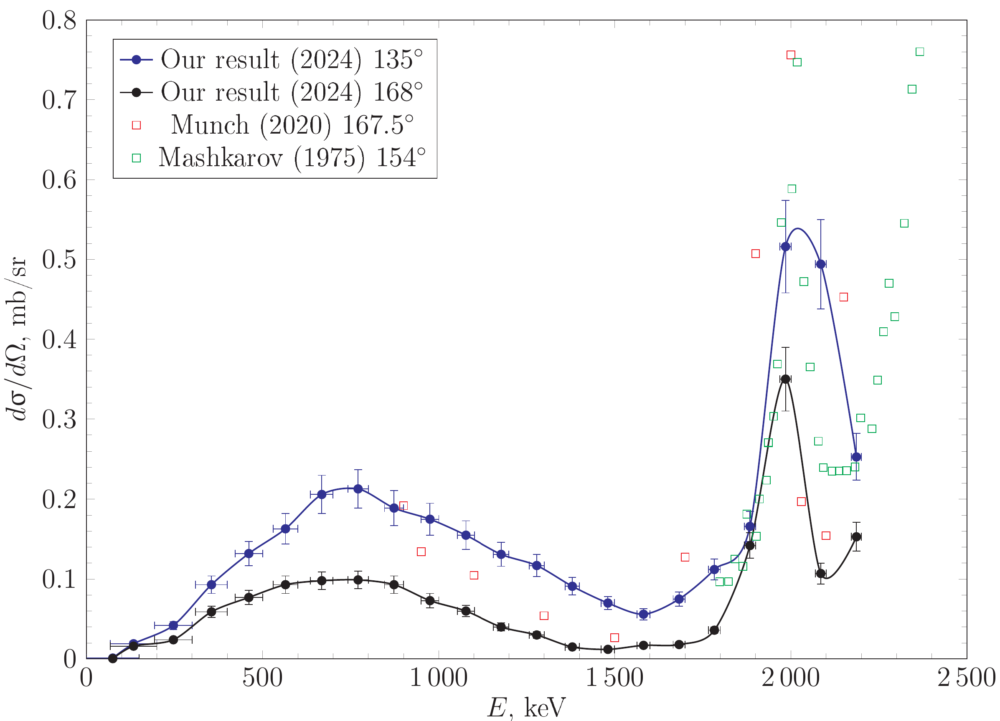 0.8
0.7
0.6
0.5
0.4
0.3
0.2
0.1
0
dσ/dΩ, mb/sr
Our result (2024) 135°
Our result (2024) 168°
Munch (2020) 167.5°
Mashkarov (1975) 154°
0 500 1 000 1 500 2 000 2 500
E, keV